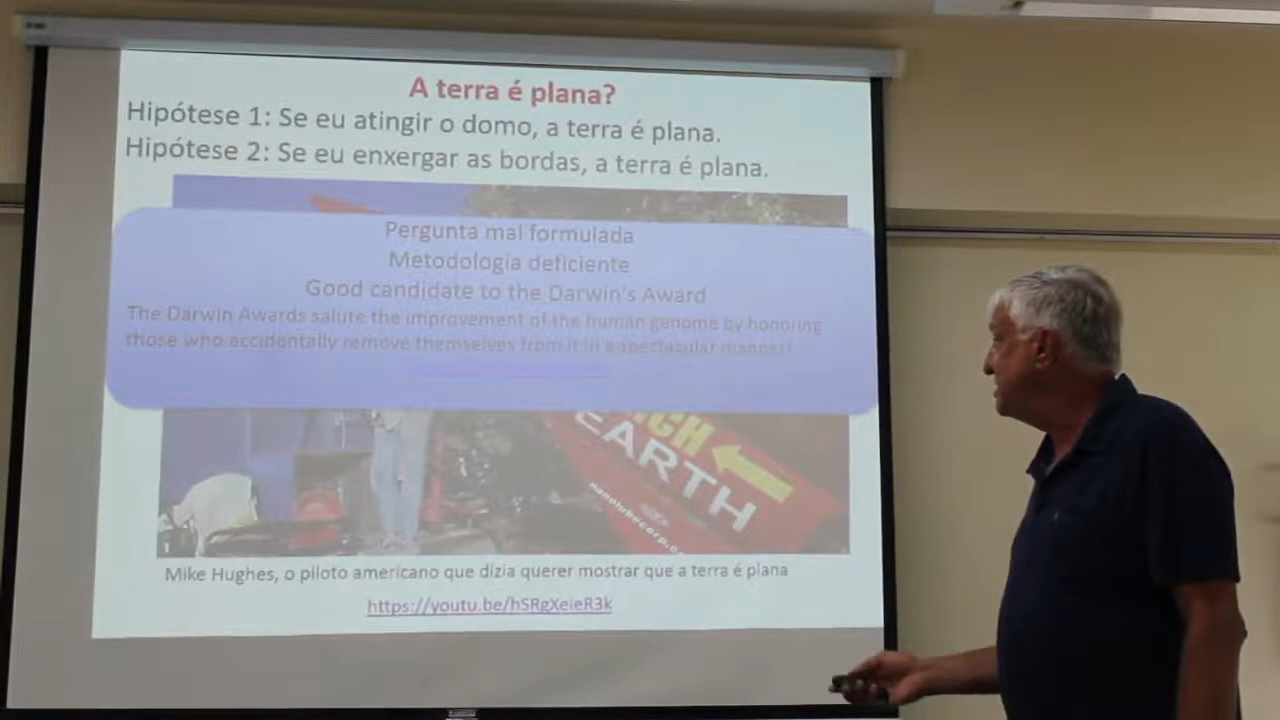 A terra é plana?
Hipótese 1: Se eu atingir o domo, a terra é plana.
Hipótese 2: Se eu enxergar as bordas, a terra é plana.
Pergunta mal formulada
Metodologia deficiente
Good candidate to the Darwin's Award
The Darwin Awards salute the improvement of the human genome by honoring
those who accidentally remove themselves from it in a spectacular manner!
EARTH
nanolubecorp.
Mike Hughes, o piloto americano que dizia querer mostrar que a terra é plana
https://youtu.be/hSRgXeieR3k